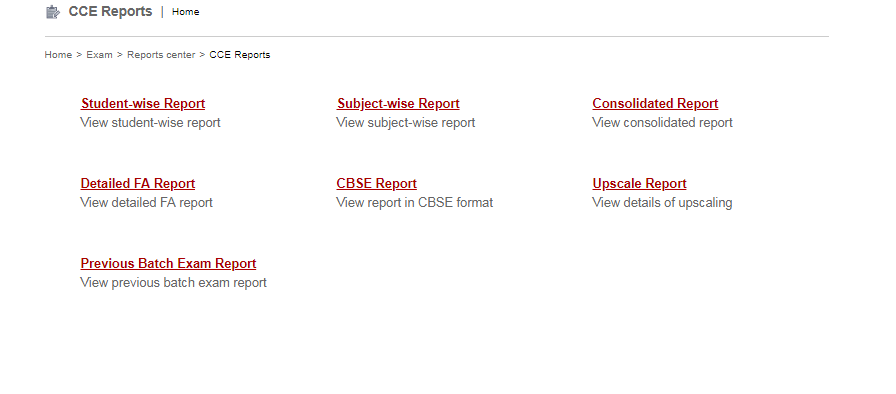 CCE Reports | Home
Home > Exam > Reports center > CCE Reports
Student-wise Report
View student-wise report
Subject-wise Report
View subject-wise report
Consolidated Report
View consolidated report
Detailed FA Report
View detailed FA report
CBSE Report
View report in CBSE format
Upscale Report
View details of upscaling
Previous Batch Exam Report
View previous batch exam report